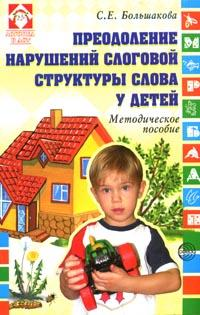 С.Е. Большакова
ПРЕОДОЛЕНИЕ
НАРУШЕНИЙ СЛОГОВОЙ
СТРУКТУРЫ СЛОВА
У ДЕТЕЙ
Методическое
пособие